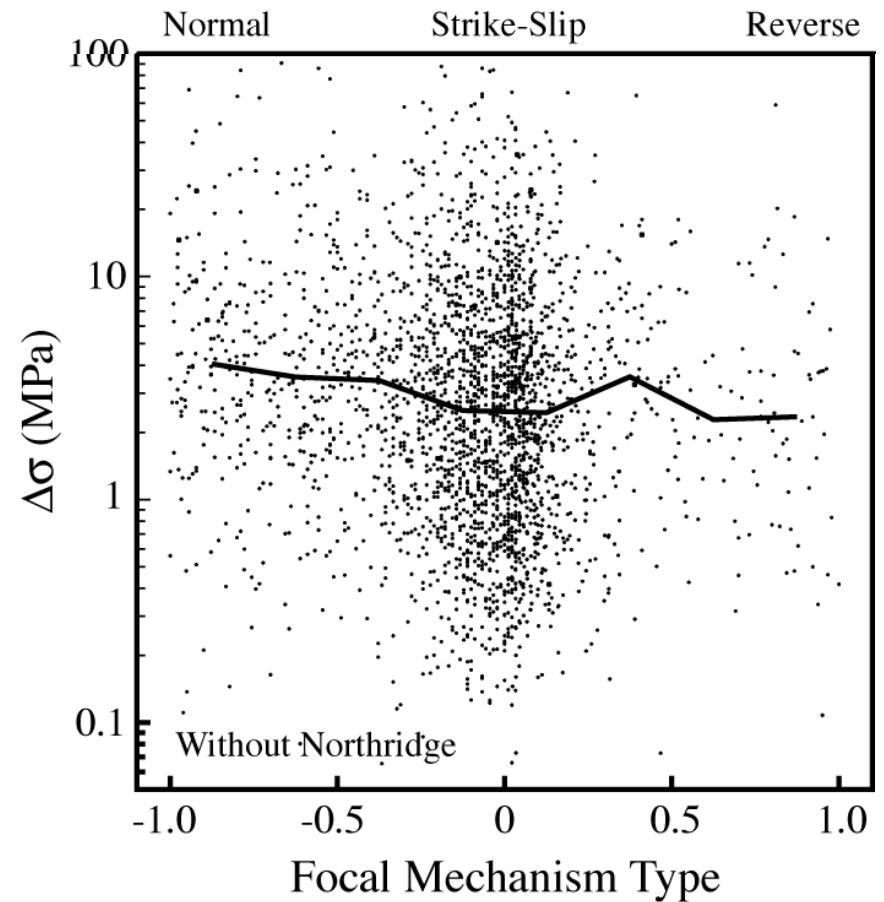 Normal Strike-Slip Reverse
100
10
1
0.1
Δσ (MPa)
Without Northridge
-1.0 -0.5 0 0.5 1.0
Focal Mechanism Type